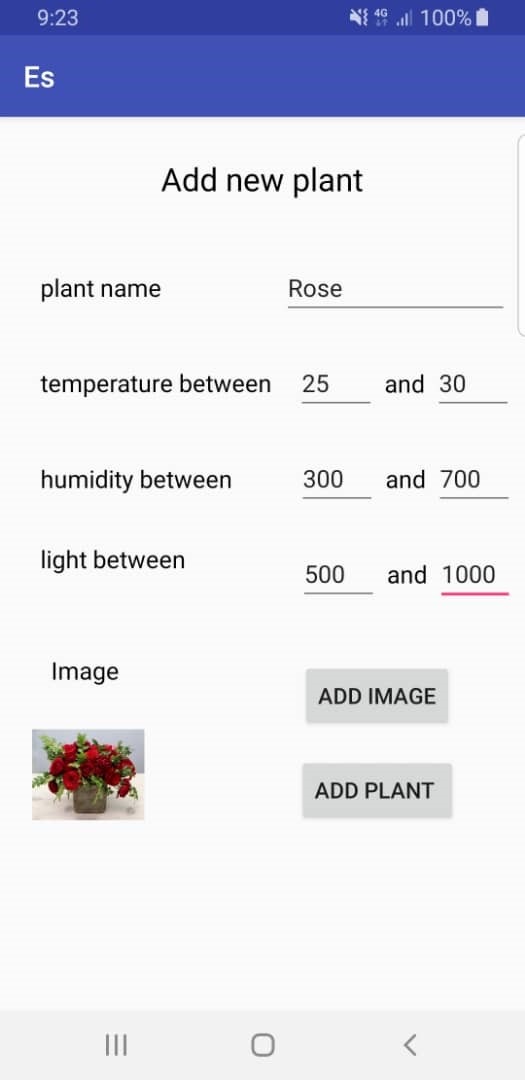 9:23 4G 100%
Es
Add new plant
plant name Rose
temperature between 25 and 30
humidity between 300 and 700
light between 500 and 1000
Image
ADD IMAGE
ADD PLANT